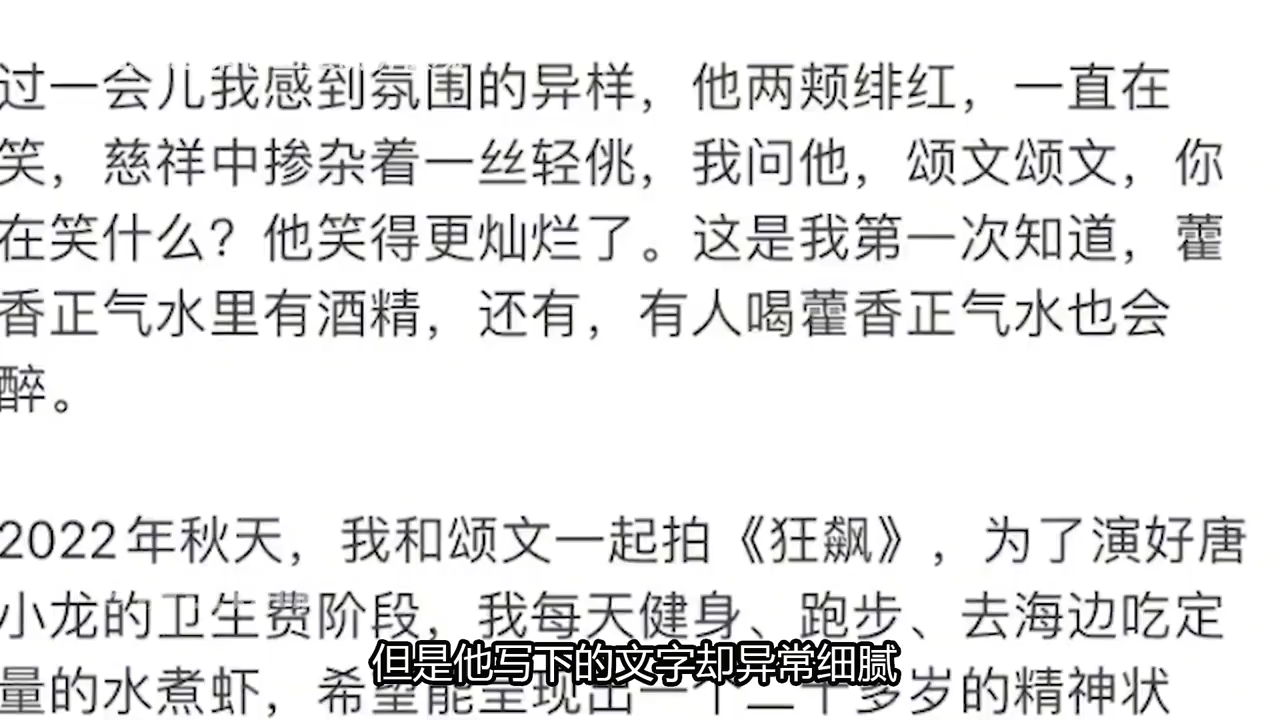 过一会儿我感到氛围的异样，他两颊绯红，一直在
笑，慈祥中掺杂着一丝轻佻，我问他，颂文颂文，你
在笑什么？他笑得更灿烂了。这是我第一次知道，藿
香正气水里有酒精，还有，有人喝藿香正气水也会
醉。
2022年秋天，我和颂文一起拍《狂飙》，为了演好唐
小龙的卫生费阶段，我每天健身、跑步、去海边吃定
量的水煮虾，希望能呈现出一个二十多岁的精神状
但是他写下的文字却异常细腻